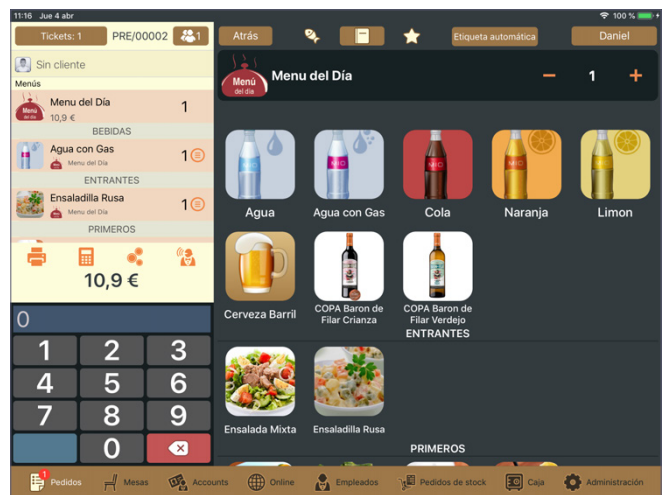 11:16 Jue 4 abr
100 %
Tickets: 1
PRE/00002
1
Atrás
Etiqueta automática
Daniel
Sin cliente
Menús
Menú
del día
Menu del Día
1
10,9 €
BEBIDAS
Agua con Gas
Menu del Día
1
ENTRANTES
Ensaladilla Rusa
Menu del Día
1
PRIMEROS
10,9 €
0
1 2 3
4 5 6
7 8 9
0
Menú
del día
Menu del Día
− 1 +
MIO
MIO
MIO
MIO
Agua
Agua con Gas
Cola
Naranja
Limon
Cerveza Barril
COPA Baron de
Filar Crianza
COPA Baron de
Filar Verdejo
ENTRANTES
Ensalada Mixta
Ensaladilla Rusa
PRIMEROS
1
Pedidos
Mesas
Accounts
Online
Empleados
Pedidos de stock
Caja
Administración